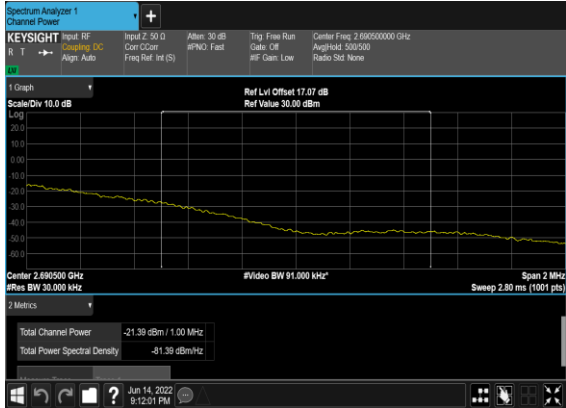 Spectrum Analyzer 1
Channel Power
+
KEYSIGHT
R T
Input: RF
Coupling: DC
Align: Auto
Input Z: 50 Ω
Corr CCorr
Freq Ref: Int (S)
Atten: 30 dB
#PNO: Fast
Trig: Free Run
Gate: Off
#IF Gain: Low
Center Freq: 2.690500000 GHz
Avg|Hold: 500/500
Radio Std: None
1 Graph
Scale/Div 10.0 dB
Ref Lvl Offset 17.07 dB
Ref Value 30.00 dBm
Log
20.0
10.0
0.00
-10.0
-20.0
-30.0
-40.0
-50.0
-60.0
Center 2.690500 GHz
#Res BW 30.000 kHz
#Video BW 91.000 kHz*
Span 2 MHz
Sweep 2.80 ms (1001 pts)
2 Metrics
Total Channel Power -21.39 dBm / 1.00 MHz
Total Power Spectral Density -81.39 dBm/Hz
?
Jun 14, 2022
9:12:01 PM